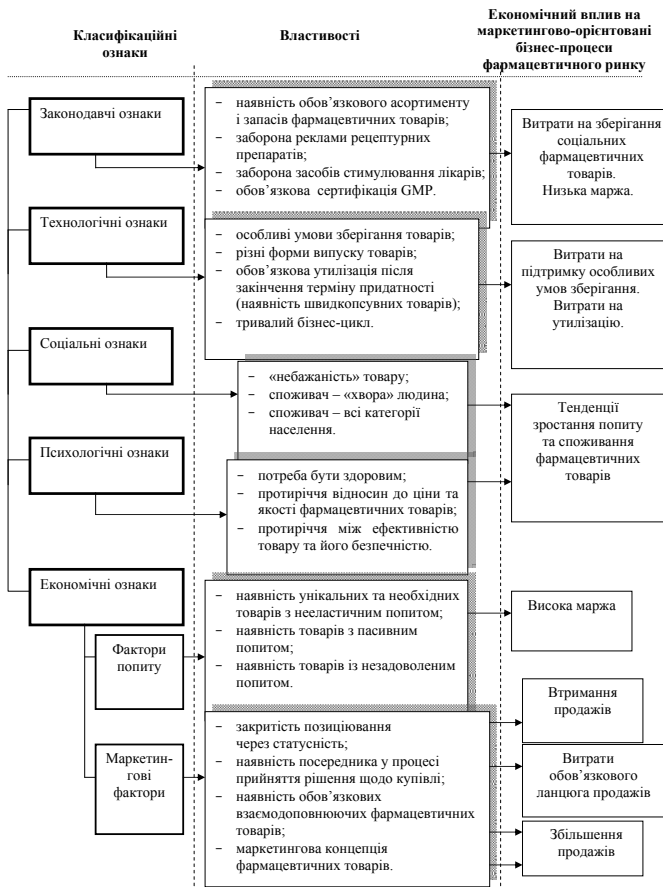 Класифікаційні
ознаки
Властивості
Економічний вплив на
маркетингово-орієнтовані
бізнес-процеси
фармацевтичного ринку
Законодавчі ознаки
− наявність обов’язкового асортименту
і запасів фармацевтичних товарів;
− заборона реклами рецептурних
препаратів;
− заборона засобів стимулювання лікарів;
− обов’язкова сертифікація GMP.
Витрати на зберігання
соціальних
фармацевтичних
товарів.
Низька маржа.
Технологічні ознаки
− особливі умови зберігання товарів;
− різні форми випуску товарів;
− обов’язкова утилізація після
закінчення терміну придатності
(наявність швидкопсувних товарів);
− тривалий бізнес-цикл.
Витрати на
підтримку особливих
умов зберігання.
Витрати на
утилізацію.
Соціальні ознаки
− «небажаність» товару;
− споживач – «хвора» людина;
− споживач – всі категорії
населення.
Тенденції
зростання попиту
та споживання
фармацевтичних
товарів
Психологічні ознаки
− потреба бути здоровим;
− протиріччя відносин до ціни та
якості фармацевтичних товарів;
− протиріччя між ефективністю
товару та його безпечністю.
Економічні ознаки
Фактори
попиту
− наявність унікальних та необхідних
товарів з нееластичним попитом;
− наявність товарів з пасивним
попитом;
− наявність товарів із незадоволеним
попитом.
Висока маржа
Маркетин-
гові
фактори
− закритість позиціювання
через статусність;
− наявність посередника у процесі
прийняття рішення щодо купівлі;
− наявність обов’язкових
взаємодоповнюючих фармацевтичних
товарів;
− маркетингова концепція
фармацевтичних товарів.
Втримання
продажів
Витрати
обов’язкового
ланцюга продажів
Збільшення
продажів